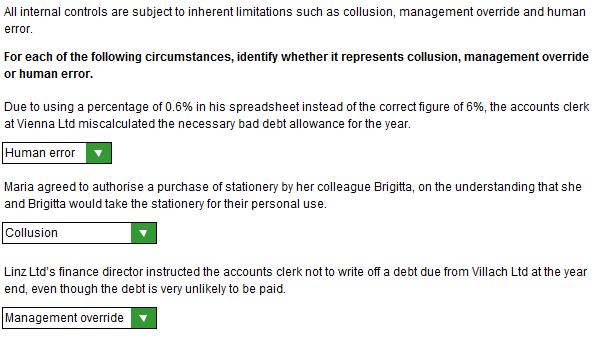 All internal controls are subject to inherent limitations such as collusion, management override and human
error.
For each of the following circumstances, identify whether it represents collusion, management override
or human error.
Due to using a percentage of 0.6% in his spreadsheet instead of the correct figure of 6%, the accounts clerk
at Vienna Ltd miscalculated the necessary bad debt allowance for the year.
Human error
Maria agreed to authorise a purchase of stationery by her colleague Brigitta, on the understanding that she
and Brigitta would take the stationery for their personal use.
Collusion
Linz Ltd's finance director instructed the accounts clerk not to write off a debt due from Villach Ltd at the year
end, even though the debt is very unlikely to be paid.
Management override